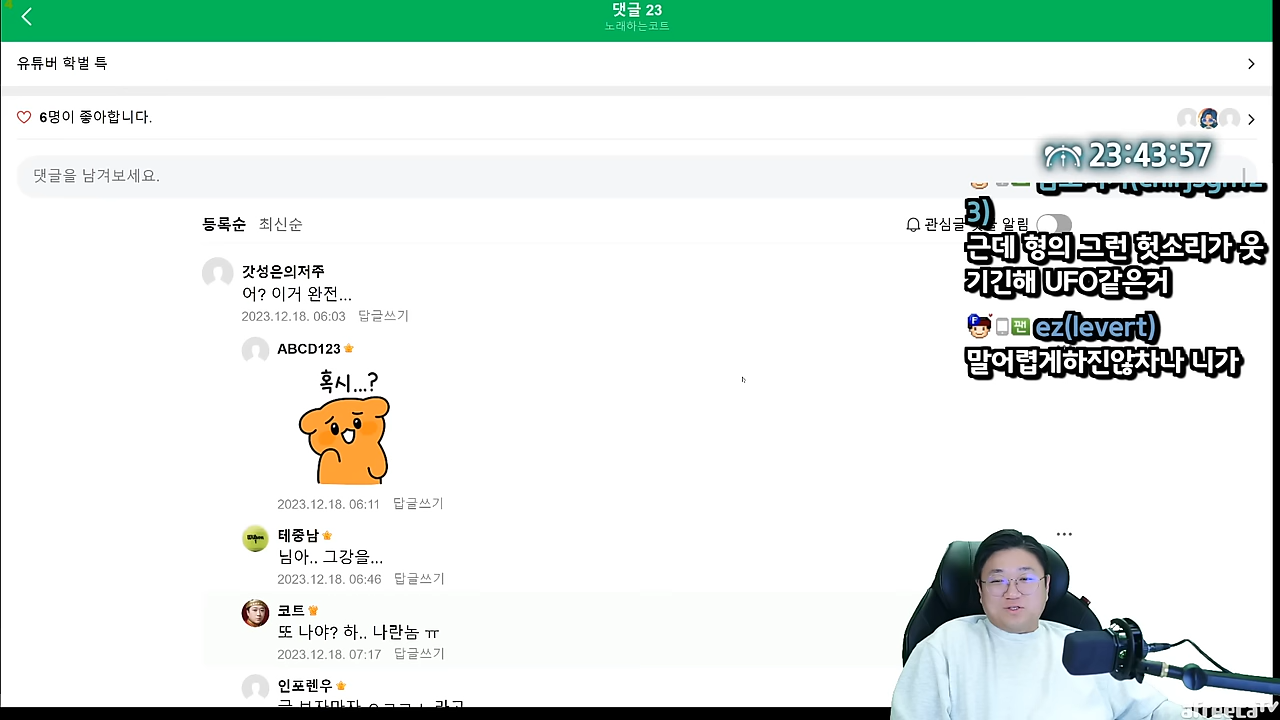 4
댓글 23
노래하는코트
유튜버 학벌 특
6명이 좋아합니다.
23:43:57
댓글을 남겨보세요.
등록순 최신순
관심글 댓글 알림
3)
근데 형의 그런 헛소리가 웃
기긴해 UFO같은거
팬 ez(levert)
말어렵게하진않차나 니가
갓성은의저주
어? 이거 완전...
2023.12.18. 06:03 답글쓰기
ABCD123
혹시...?
2023.12.18. 06:11 답글쓰기
테중남
님아.. 그강을...
2023.12.18. 06:46 답글쓰기
코트
또 나야? 하.. 나란놈 ㅠ
2023.12.18. 07:17 답글쓰기
인포렌우
afreecaTV